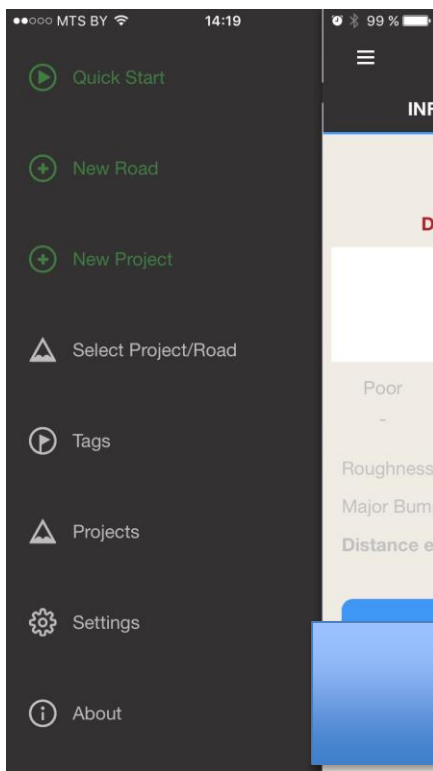 MTS BY 14:19 99 %
Quick Start
INF
New Road
New Project
D
Select Project/Road
Poor
-
Tags
Roughness
Major Bum
Projects
Distance e
Settings
About